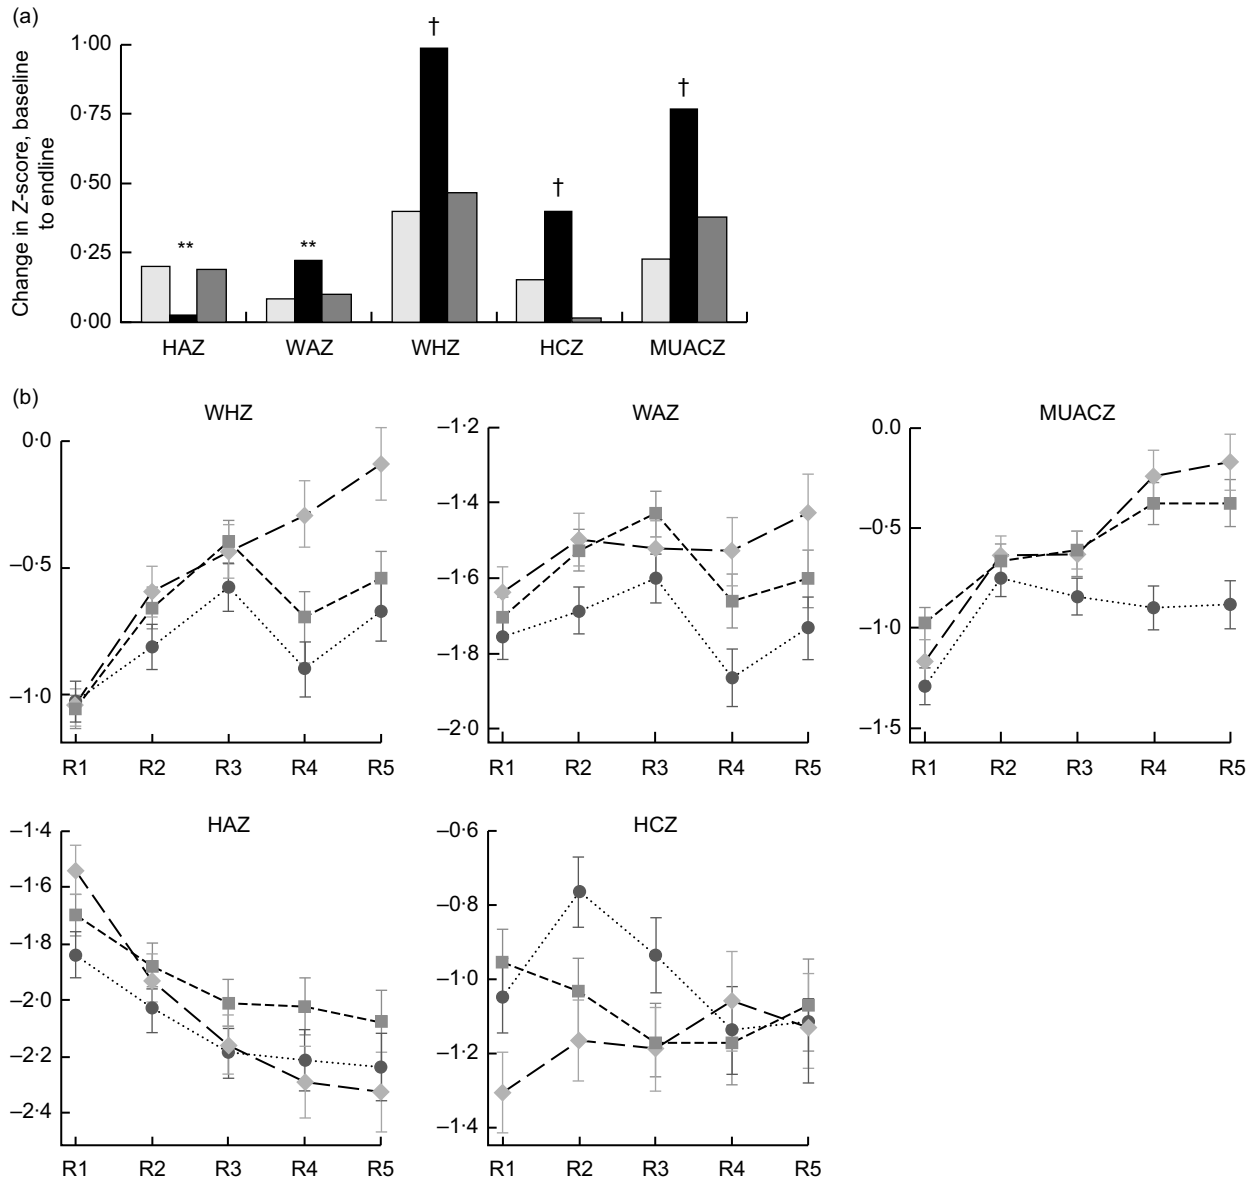 (a)
†
1·00
†
0·75
†
0·50
** **
0·25
0·00
Change in Z-score, baseline
to endline
HAZ WAZ WHZ HCZ MUACZ
(b)
WHZ
0·0
–0·5
–1·0
R1 R2 R3 R4 R5
WAZ
–1·2
–1·4
–1·6
–1·8
–2·0
R1 R2 R3 R4 R5
MUACZ
0.0
–0.5
–1.0
–1.5
R1 R2 R3 R4 R5
HAZ
–1·4
–1·6
–1·8
–2·0
–2·2
–2·4
R1 R2 R3 R4 R5
HCZ
–0·6
–0·8
–1·0
–1·2
–1·4
R1 R2 R3 R4 R5